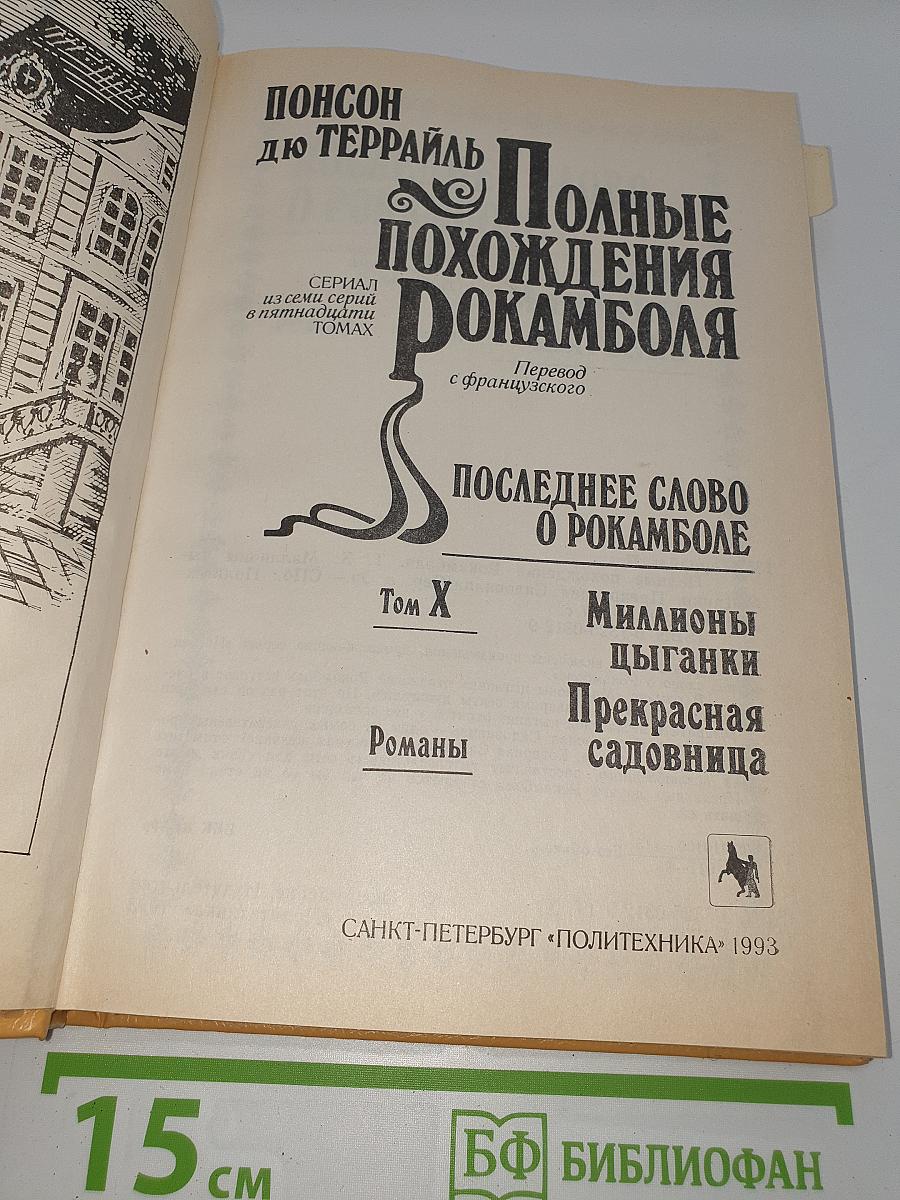 ПОНСОН
дю ТЕРРАЙЛЬ
Полные
похождения
Рокамболя
СЕРИАЛ
из семи серий
в пятнадцати
ТОМАХ
Перевод
с французского
ПОСЛЕДНЕЕ СЛОВО
О РОКАМБОЛЕ
Том X
Миллионы
цыганки
Прекрасная
садовница
Романы
САНКТ-ПЕТЕРБУРГ «ПОЛИТЕХНИКА» 1993
15 см
БФ БИБЛИОФАН